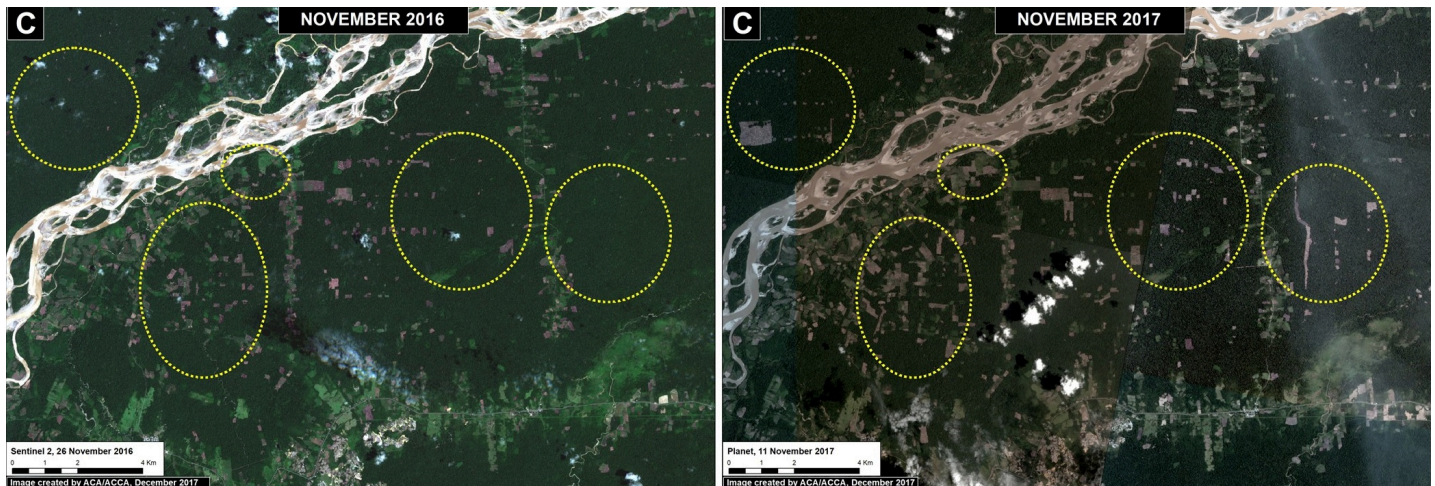 C
NOVEMBER 2016
Sentinel 2, 26 November 2016
0 1 2 4 Km
Image created by ACA/ACCA, December 2017
C
NOVEMBER 2017
Planet, 11 November 2017
0 1 2 4 Km
Image created by ACA/ACCA, December 2017